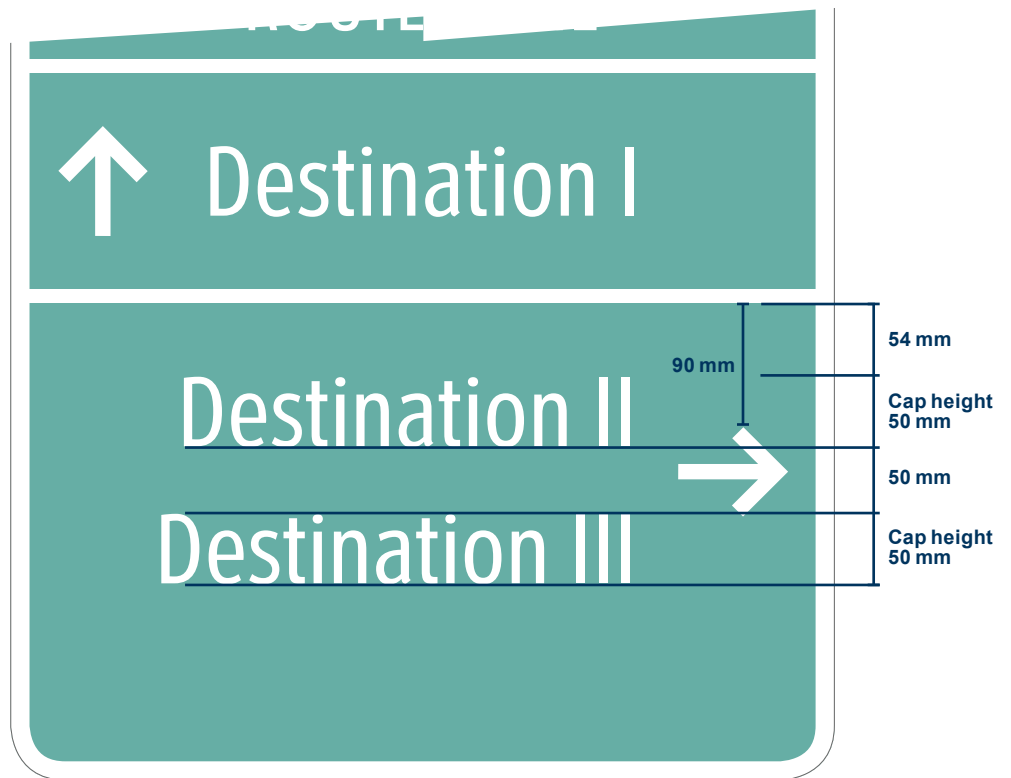 Destination I
54 mm
90 mm
Cap height
50 mm
Destination II
50 mm
Destination III
Cap height
50 mm